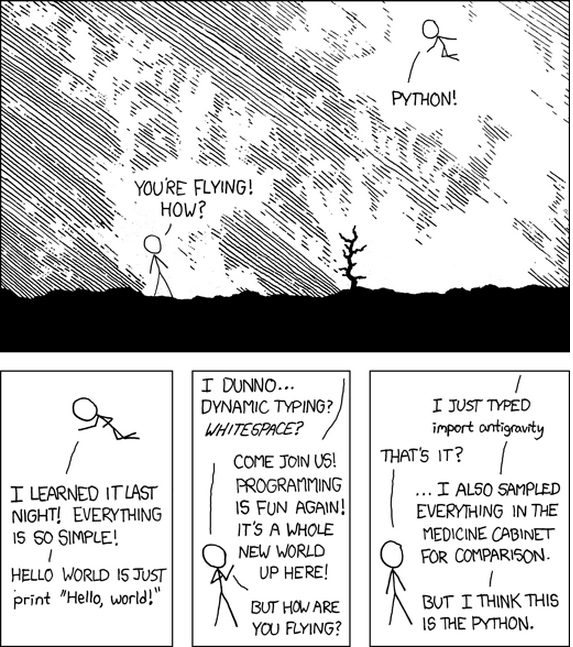 YOU'RE FLYING!
HOW?
PYTHON!
I LEARNED IT LAST
NIGHT! EVERYTHING
IS SO SIMPLE!
HELLO WORLD IS JUST
print "Hello, world!"
I DUNNO...
DYNAMIC TYPING?
WHITESPACE?
COME JOIN US!
PROGRAMMING
IS FUN AGAIN!
IT'S A WHOLE
NEW WORLD
UP HERE!
BUT HOW ARE
YOU FLYING?
I JUST TYPED
import antigravity
THAT'S IT?
... I ALSO SAMPLED
EVERYTHING IN THE
MEDICINE CABINET
FOR COMPARISON.
BUT I THINK THIS
IS THE PYTHON.